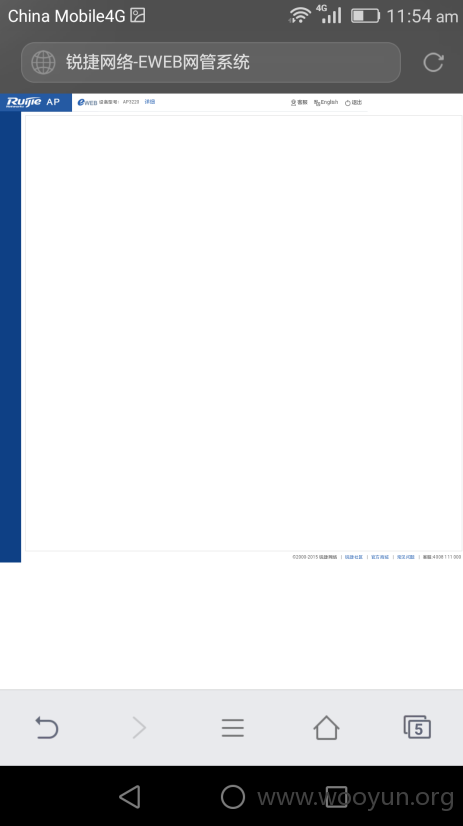 China Mobile4G 4G 11:54 am
锐捷网络-EWEB网管系统
Ruijie AP eWEB 设备型号: AP3220 详细 客服 English 退出
©2000-2015 锐捷网络 | 锐捷社区 | 官方商城 | 常见问题 | 客服:4008 111 000
5
www.wooyun.org